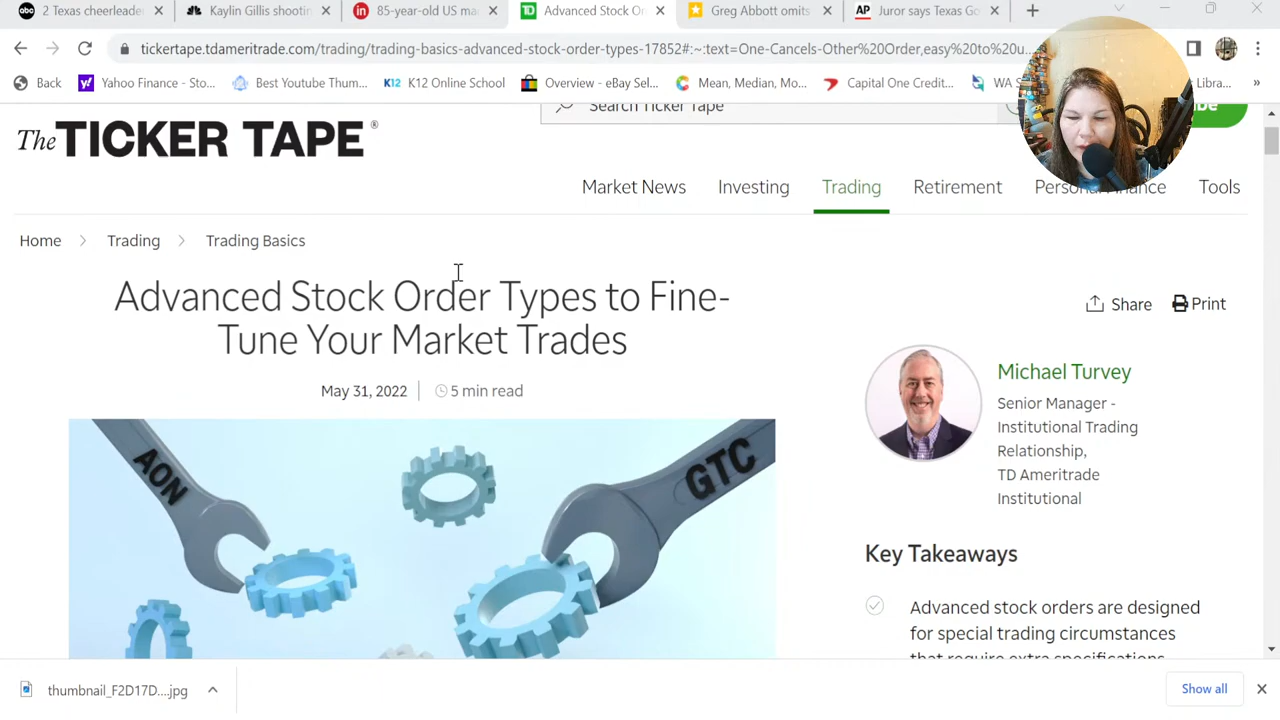 2 Texas cheerleade
Kaylin Gillis shootin
85-year-old US ma
Advanced Stock Or
Greg Abbott omits
Juror says Texas Go
tickertape.tdameritrade.com/trading/trading-basics-advanced-stock-order-types-17852#:~:text=One-Cancels-Other%20Order,easy%20to%20u...
Back
Yahoo Finance - Sto...
Best Youtube Thum...
K12 Online School
Overview - eBay Sel...
Mean, Median, Mo...
Capital One Credit...
WA S
Libra...
The TICKER TAPE®
Search Ticker Tape
Market News
Investing
Trading
Retirement
Personal Finance
Tools
Home
Trading
Trading Basics
Advanced Stock Order Types to Fine-
Tune Your Market Trades
May 31, 2022
5 min read
Share
Print
AON
GTC
Michael Turvey
Senior Manager -
Institutional Trading
Relationship,
TD Ameritrade
Institutional
Key Takeaways
Advanced stock orders are designed
for special trading circumstances
that require extra specifications
thumbnail_F2D17D....jpg
Show all